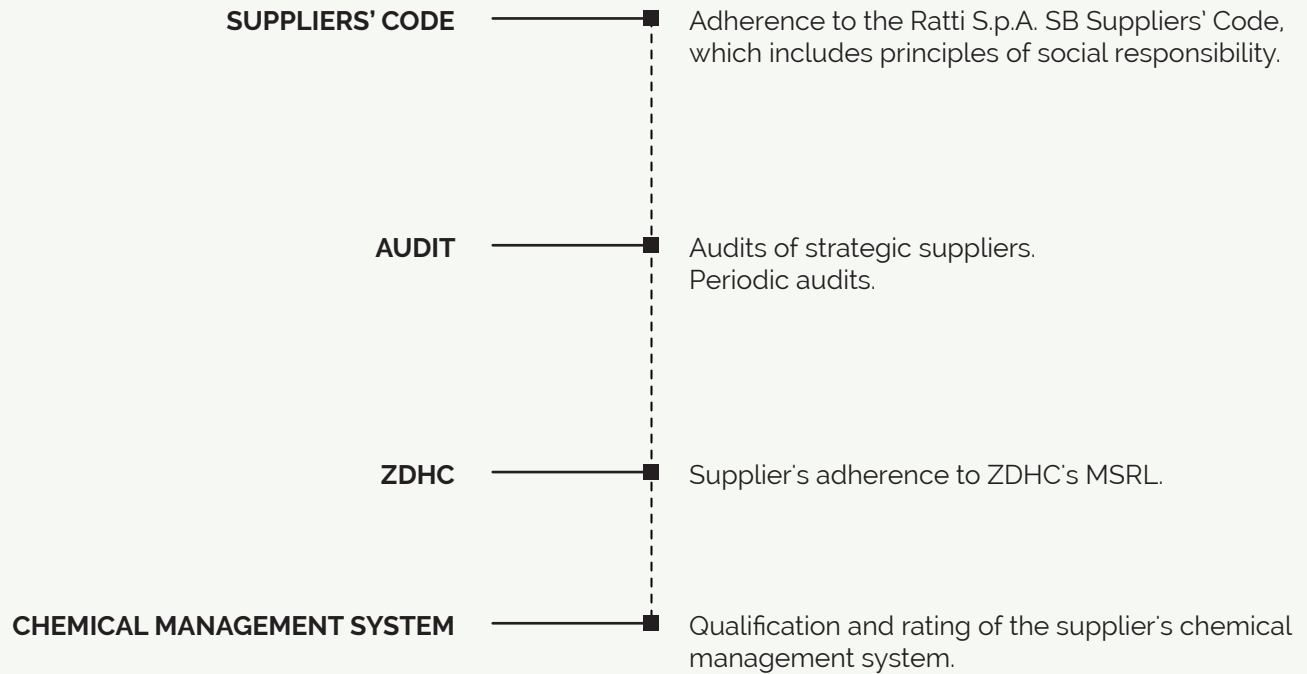 SUPPLIERS’ CODE
Adherence to the Ratti S.p.A. SB Suppliers’ Code,
which includes principles of social responsibility.
AUDIT
Audits of strategic suppliers.
Periodic audits.
ZDHC
Supplier's adherence to ZDHC's MSRL.
CHEMICAL MANAGEMENT SYSTEM
Qualification and rating of the supplier's chemical
management system.